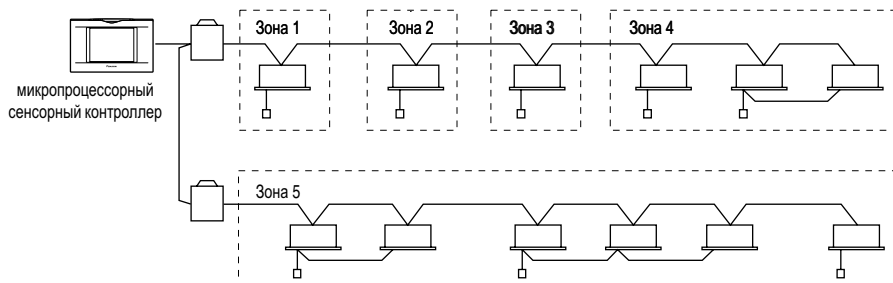 Зона 1
Зона 2
Зона 3
Зона 4
микропроцессорный
сенсорный контроллер
Зона 5